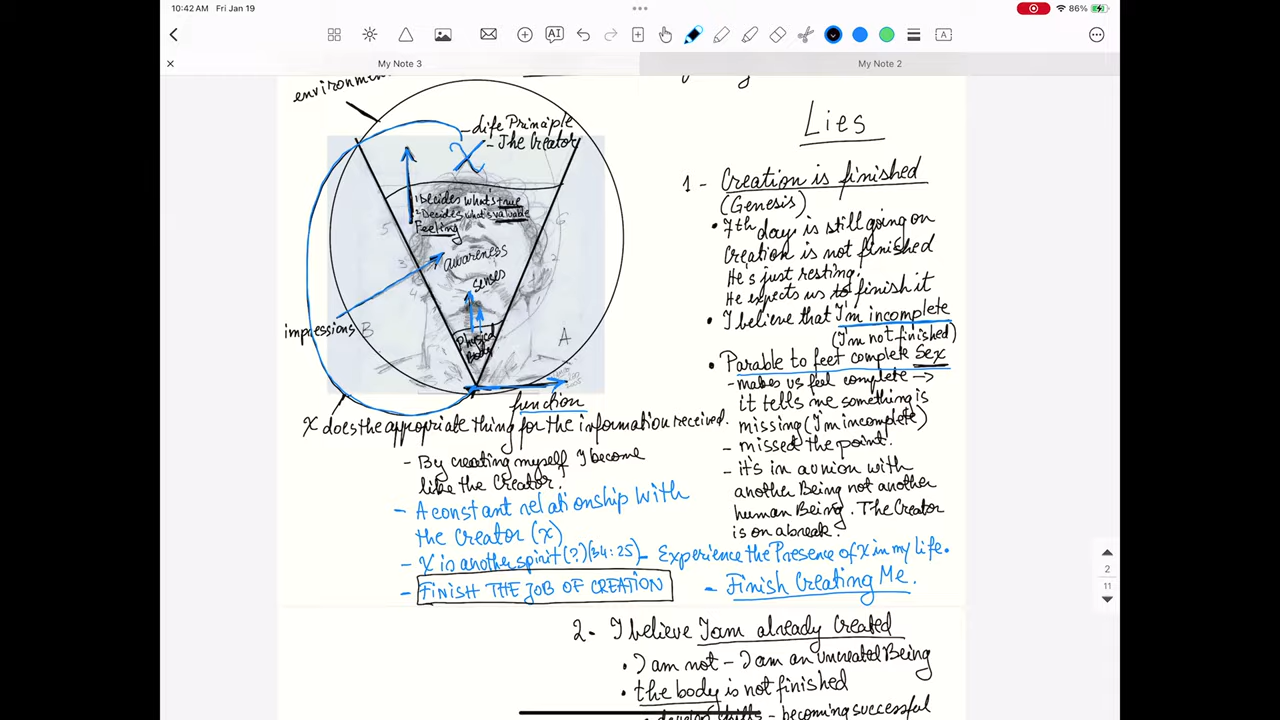 10:42 AM Fri Jan 19
86%
My Note 3
My Note 2
Life Principle
- The Creator
X
1 Decides what's true
2 Decides what's valuable
Feeling
awareness
senses
impressions
B
Physical
Body
A
function
X does the appropriate thing for the information received.
- By creating myself I become
like the Creator.
- A constant relationship with
the Creator (x)
- X is another spirit (?) (34:25)
- FINISH THE JOB OF CREATION
Lies
1 - Creation is finished
(Genesis)
• 7th day is still going on
Creation is not finished
He's just resting.
He expects us to finish it
• I believe that I'm incomplete
(I'm not finished)
• Parable to feel complete Sex
- makes us feel complete →
it tells me something is
missing (I'm incomplete)
- missed the point.
- it's in a union with
another Being not another
human Being. The Creator
is on a break.
- Experience the Presence of X in my life.
- Finish Creating Me.
2
11
2 - I believe I am already Created
• I am not - I am an uncreated Being
• the body is not finished
• develop skills - becoming successful